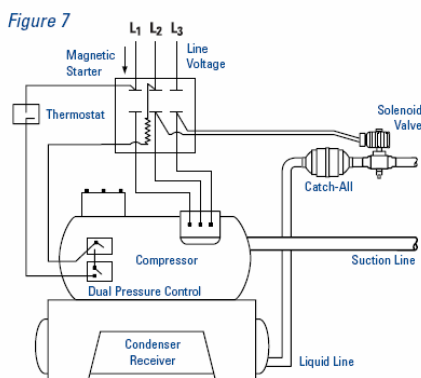 Figure 7
L1 L2 L3
Magnetic
Starter
Line
Voltage
Thermostat
Solenoid
Valve
Catch-All
Compressor
Suction Line
Dual Pressure Control
Condenser
Receiver
Liquid Line